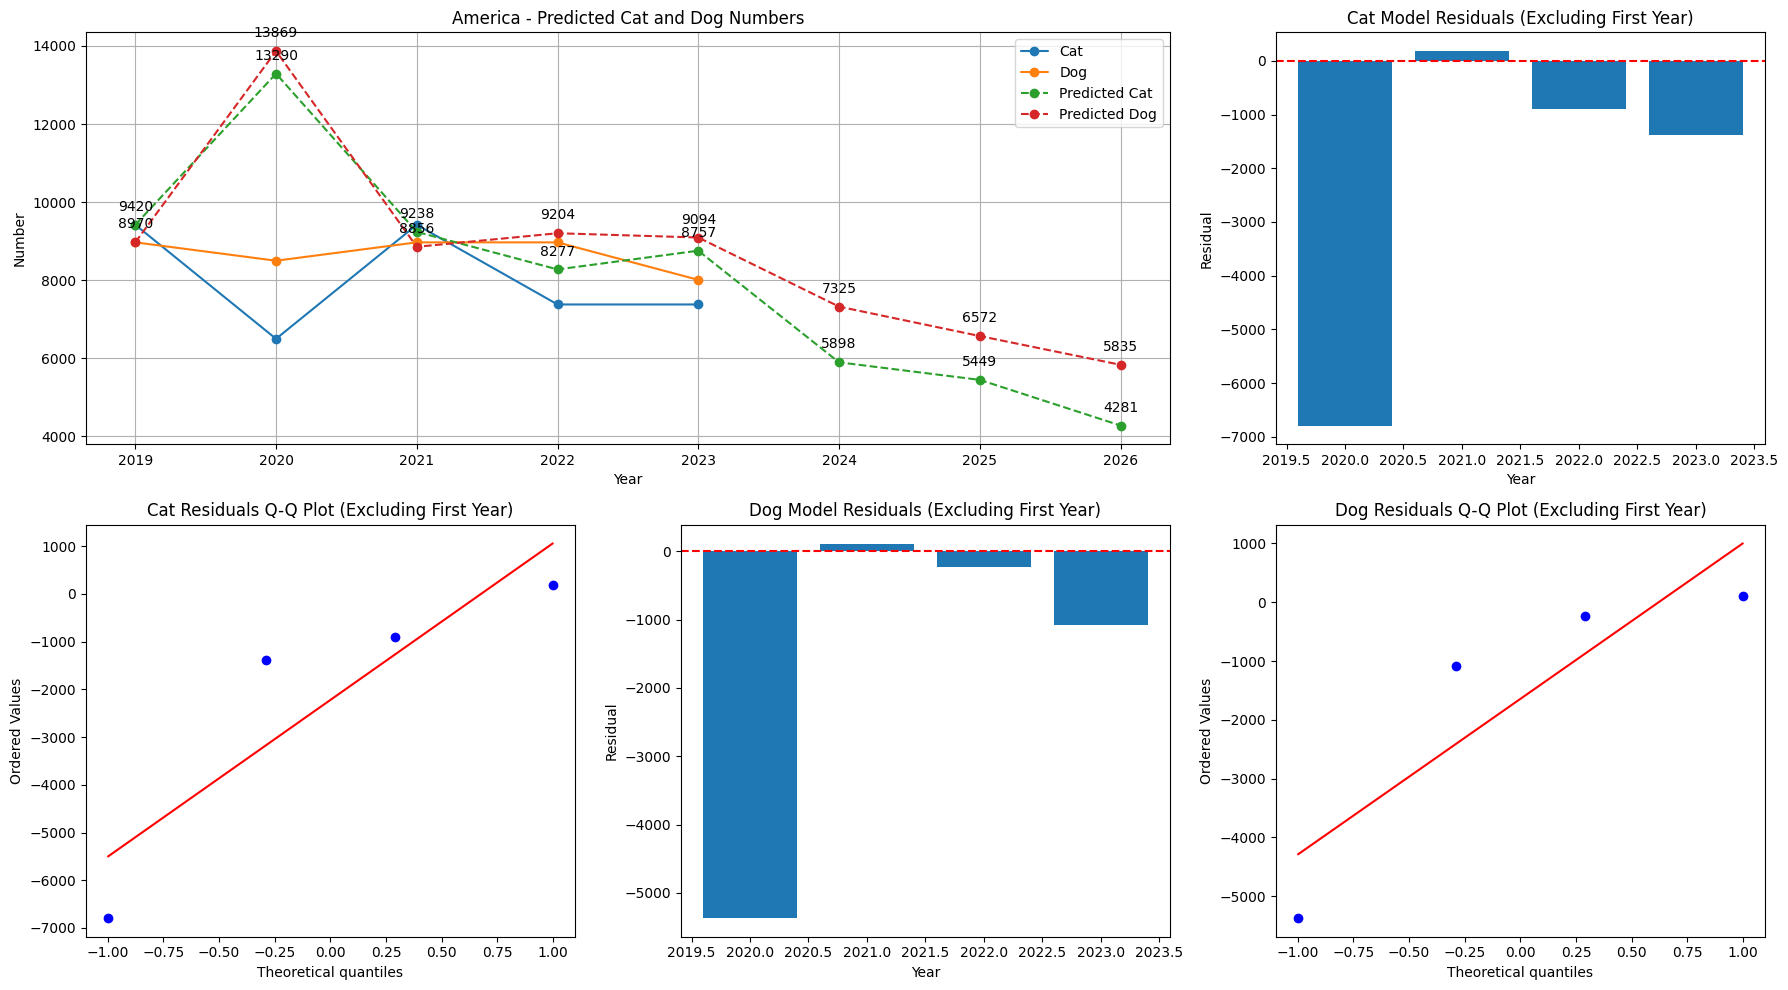 America - Predicted Cat and Dog Numbers
14000
12000
10000
8000
6000
4000
Number
13869
13290
9420
8970
9238
8856
9204
8277
9094
8757
7325
5898
6572
5449
5835
4281
Cat
Dog
Predicted Cat
Predicted Dog
2019 2020 2021 2022 2023 2024 2025 2026
Year
Cat Model Residuals (Excluding First Year)
0
−1000
−2000
−3000
−4000
−5000
−6000
−7000
Residual
2019.5 2020.0 2020.5 2021.0 2021.5 2022.0 2022.5 2023.0 2023.5
Year
Cat Residuals Q-Q Plot (Excluding First Year)
1000
0
−1000
−2000
−3000
−4000
−5000
−6000
−7000
Ordered Values
−1.00 −0.75 −0.50 −0.25 0.00 0.25 0.50 0.75 1.00
Theoretical quantiles
Dog Model Residuals (Excluding First Year)
0
−1000
−2000
−3000
−4000
−5000
Residual
2019.5 2020.0 2020.5 2021.0 2021.5 2022.0 2022.5 2023.0 2023.5
Year
Dog Residuals Q-Q Plot (Excluding First Year)
1000
0
−1000
−2000
−3000
−4000
−5000
Ordered Values
−1.00 −0.75 −0.50 −0.25 0.00 0.25 0.50 0.75 1.00
Theoretical quantiles